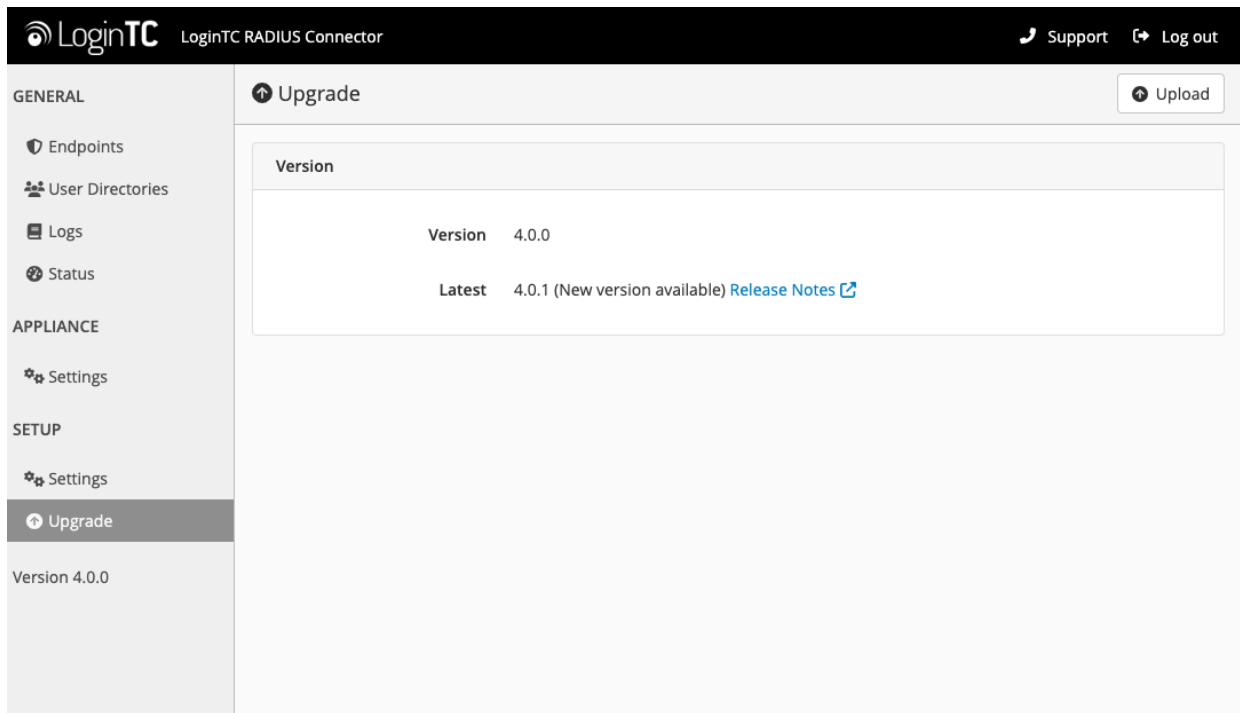 LoginTC LoginTC RADIUS Connector Support Log out
GENERAL
Endpoints
User Directories
Logs
Status
APPLIANCE
Settings
SETUP
Settings
Upgrade
Version 4.0.0
Upgrade Upload
Version
Version 4.0.0
Latest 4.0.1 (New version available) Release Notes